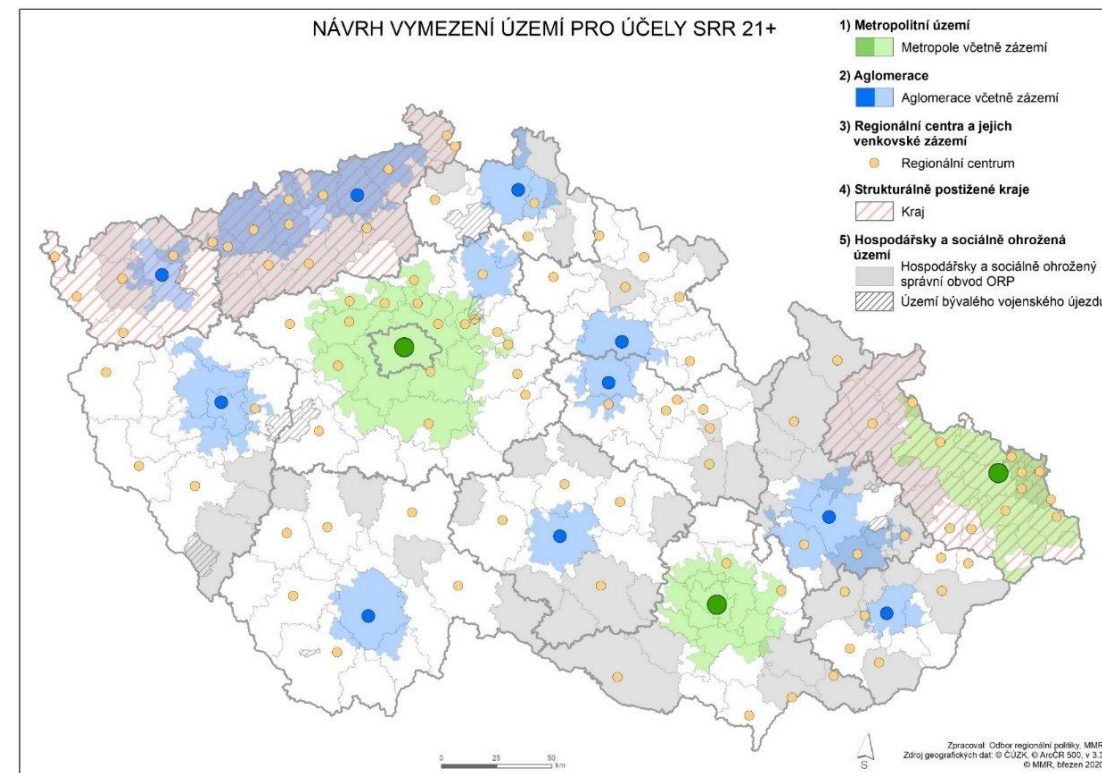 NÁVRH VYMEZENÍ ÚZEMÍ PRO ÚČELY SRR 21+
1) Metropolitní území
Metropole včetně zázemí
2) Aglomerace
Aglomerace včetně zázemí
3) Regionální centra a jejich
venkovské zázemí
Regionální centrum
4) Strukturálně postižené kraje
Kraj
5) Hospodářsky a sociálně ohrožená
území
Hospodářsky a sociálně ohrožený
správní obvod ORP
Území bývalého vojenského újezdu
0 25 50
km
S
Zpracoval: Odbor regionální politiky, MMR
Zdroj geografických dat: © ČÚZK, © ArcČR 500, v 3.3
© MMR, březen 2020